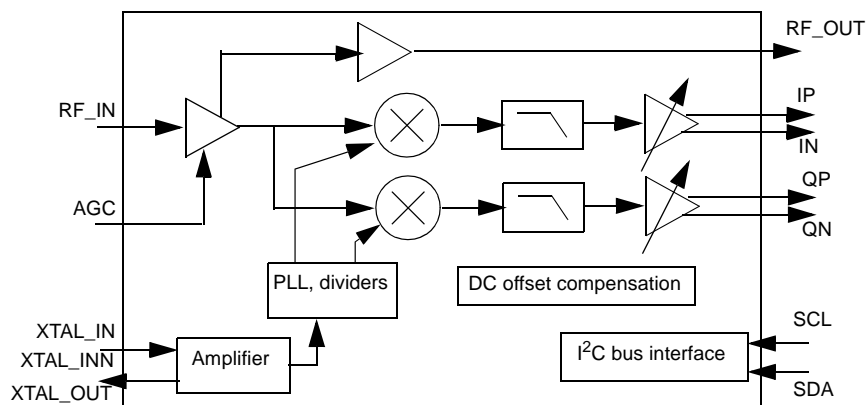 RF_OUT
RF_IN
IP
IN
AGC
QP
QN
PLL, dividers
DC offset compensation
XTAL_IN
XTAL_INN
XTAL_OUT
Amplifier
I²C bus interface
SCL
SDA